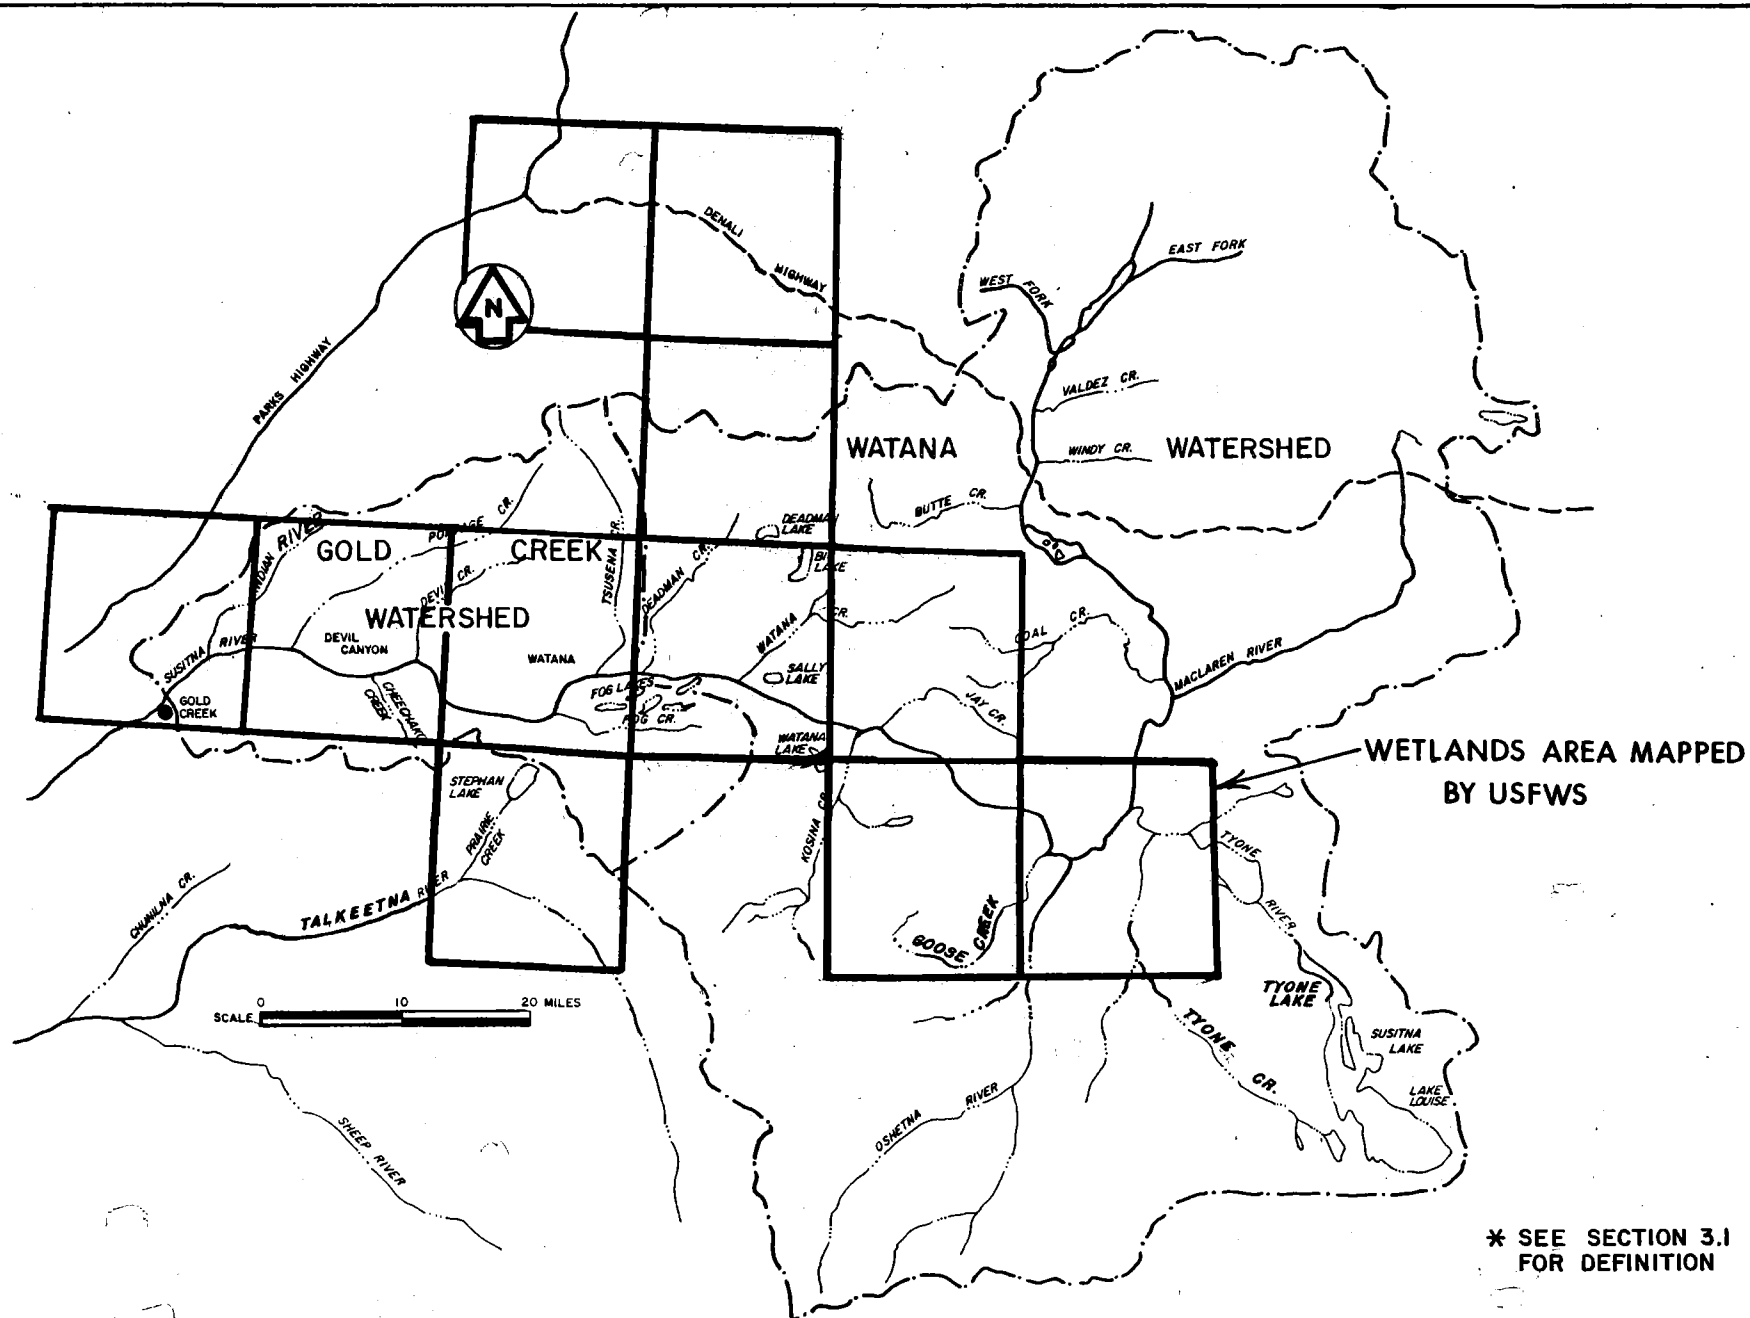 DENALI
HIGHWAY
EAST FORK
WEST FORK
N
PARKS HIGHWAY
VALDEZ CR.
WINDY CR.
WATANA WATERSHED
BUTTE CR.
DEADMAN
LAKE
BIG
LAKE
INDIAN RIVER
GOLD CREEK
WATERSHED
PORTAGE CR.
DEVIL CR.
TSUSENA CR.
DEADMAN CR.
WATANA CR.
COAL CR.
DEVIL
CANYON
WATANA
SUSITNA RIVER
GOLD
CREEK
CHEECHAKO
CREEK
FOG LAKES
FOG CR.
SALLY
LAKE
JAY CR.
MACLAREN RIVER
WATANA
LAKE
WETLANDS AREA MAPPED
BY USFWS
STEPHAN
LAKE
PRAIRIE
CREEK
KOSINA CR.
TYONE
RIVER
CHUNILNA CR.
TALKEETNA RIVER
GOOSE CREEK
TYONE
LAKE
SUSITNA
LAKE
LAKE
LOUISE
TYONE CR.
0 10 20 MILES
SCALE
OSHETNA RIVER
SHEEP RIVER
* SEE SECTION 3.1
FOR DEFINITION